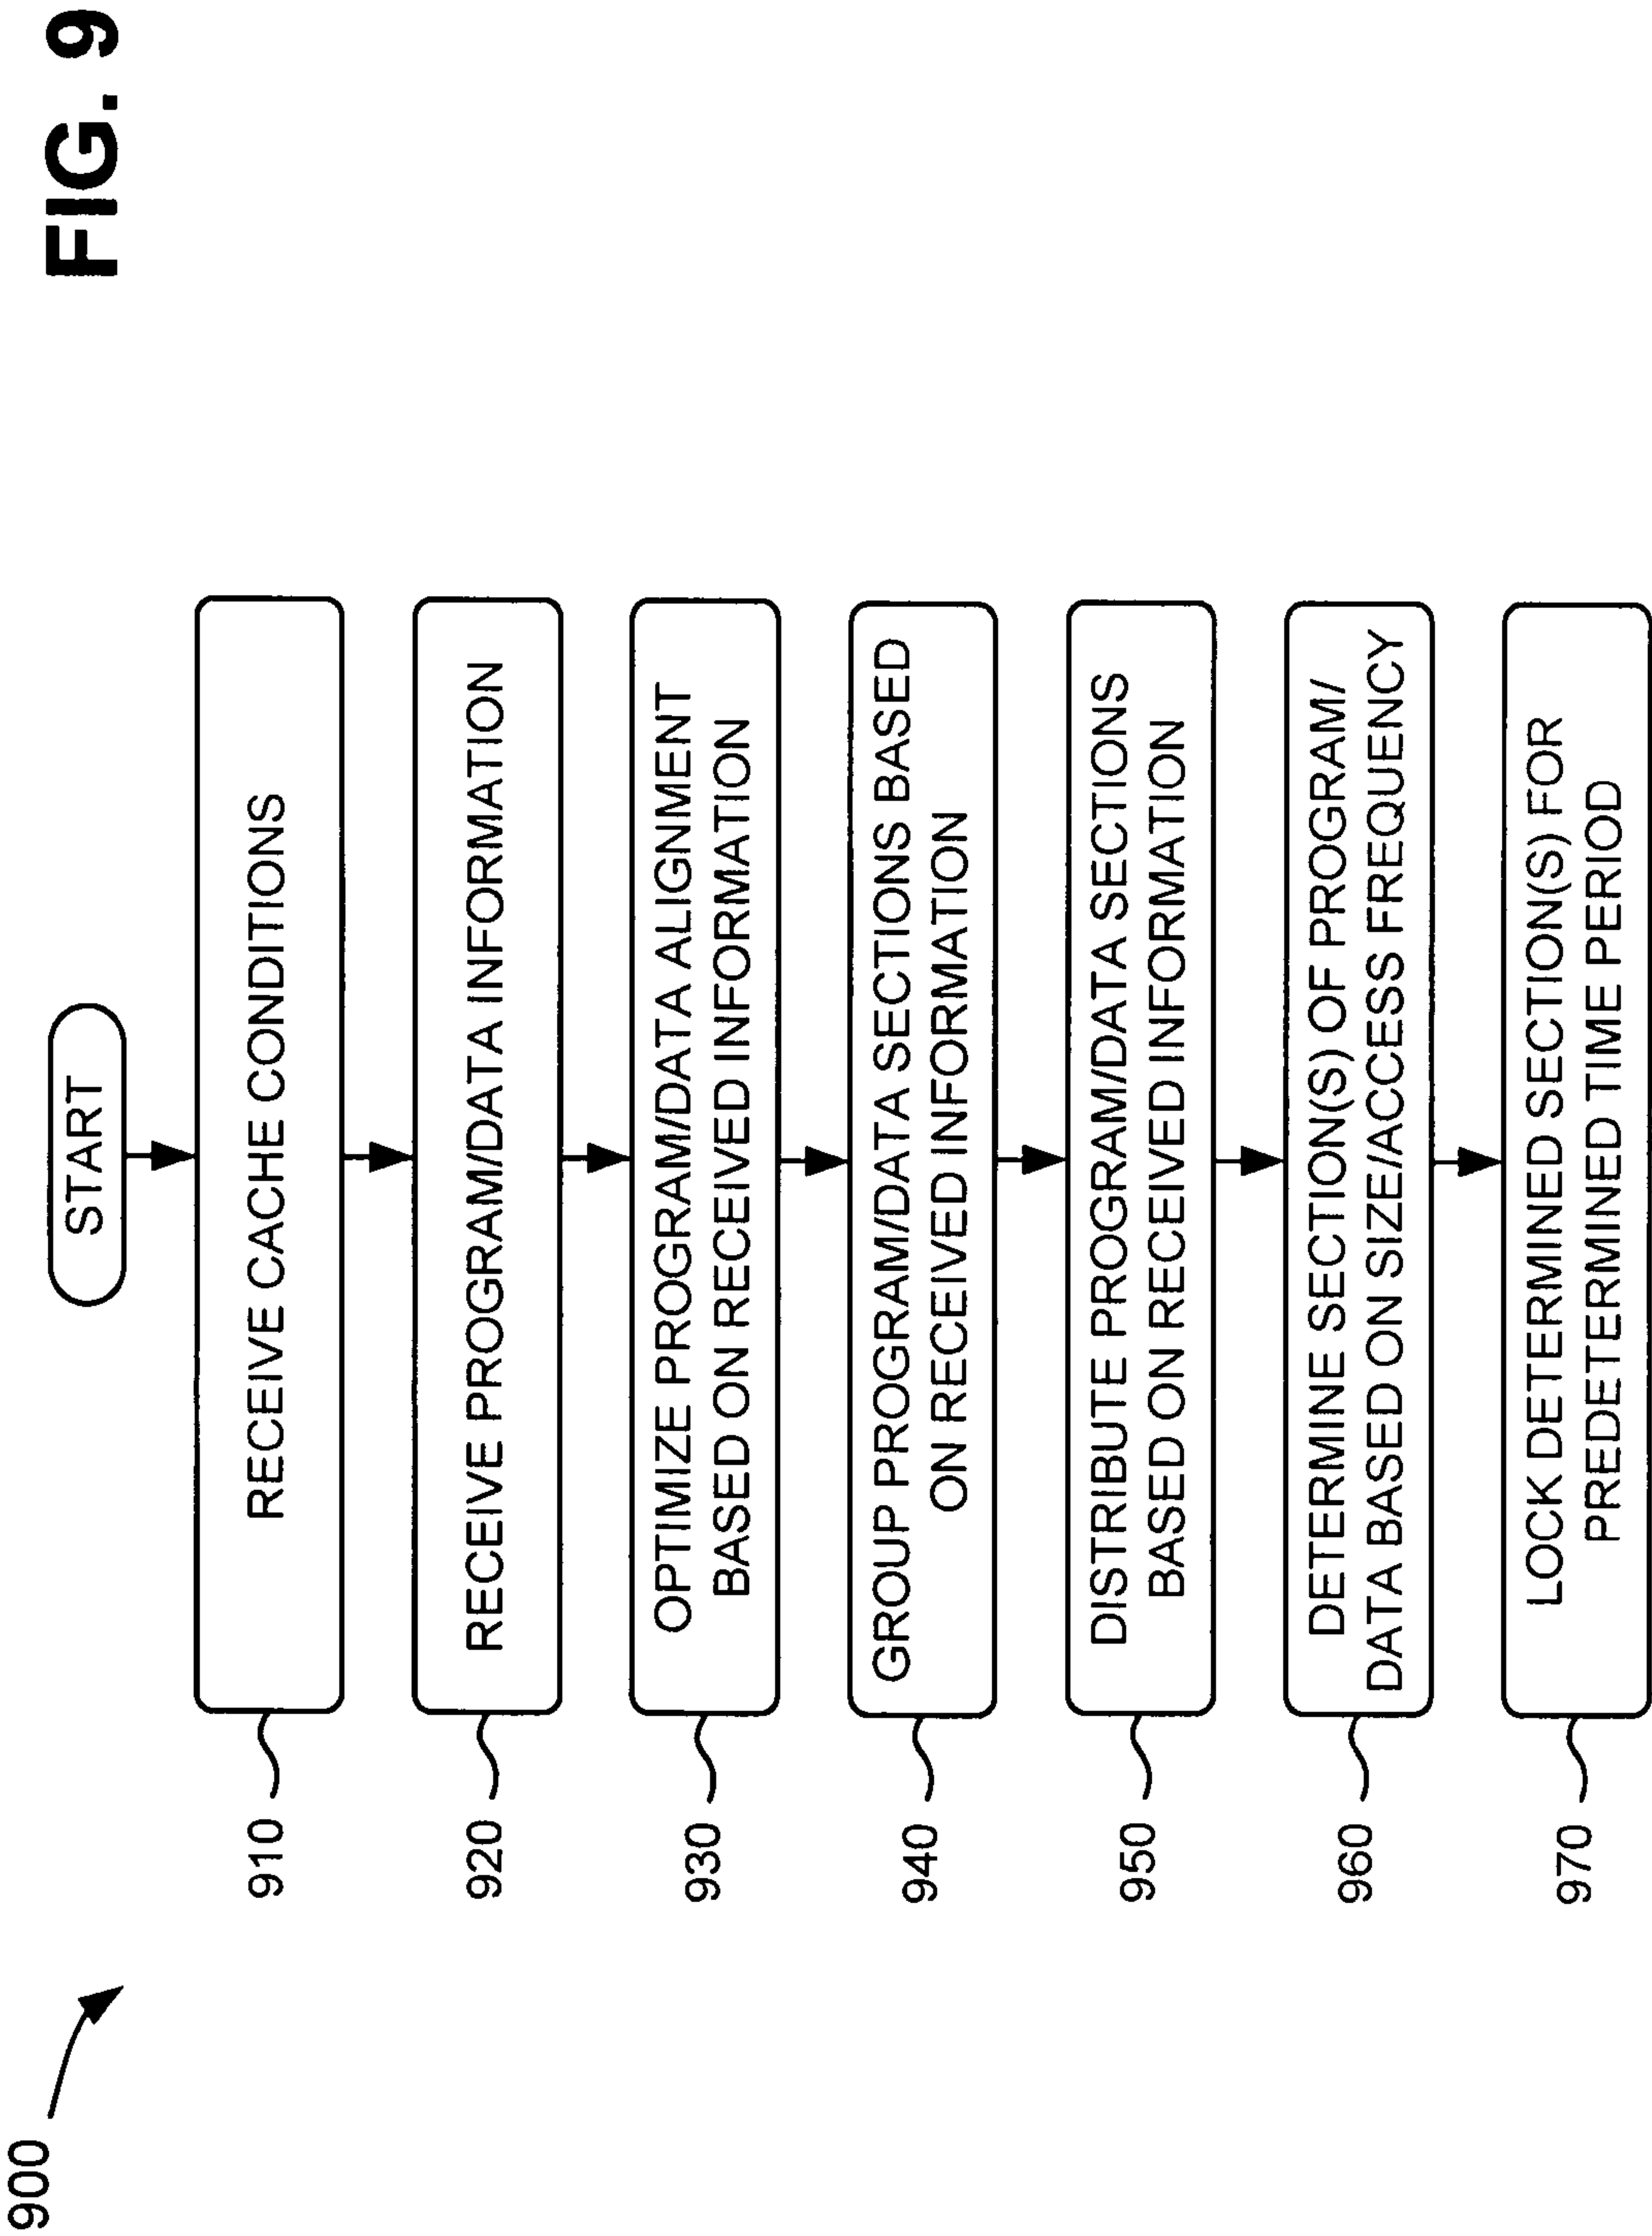 FIG. 9
900
START
910
RECEIVE CACHE CONDITIONS
920
RECEIVE PROGRAM/DATA INFORMATION
930
OPTIMIZE PROGRAM/DATA ALIGNMENT
BASED ON RECEIVED INFORMATION
940
GROUP PROGRAM/DATA SECTIONS BASED
ON RECEIVED INFORMATION
950
DISTRIBUTE PROGRAM/DATA SECTIONS
BASED ON RECEIVED INFORMATION
960
DETERMINE SECTION(S) OF PROGRAM/
DATA BASED ON SIZE/ACCESS FREQUENCY
970
LOCK DETERMINED SECTION(S) FOR
PREDETERMINED TIME PERIOD